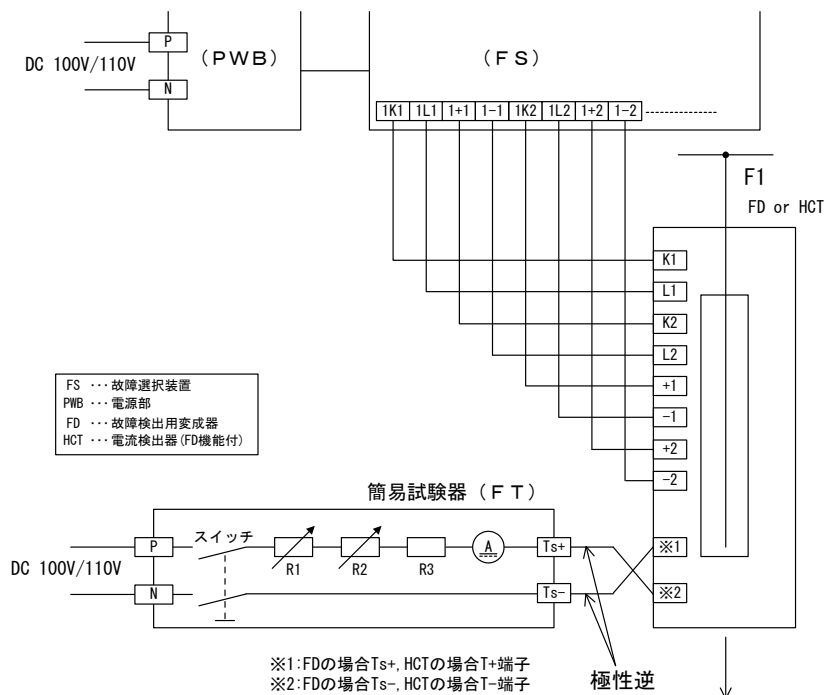 P
DC 100V/110V
N
(PWB)
(FS)
1K1 1L1 1+1 1-1 1K2 1L2 1+2 1-2
F1
FD or HCT
K1
L1
K2
L2
+1
-1
+2
-2
※1
※2
FS ･･･故障選択装置
PWB ･･･電源部
FD ･･･故障検出用変成器
HCT ･･･電流検出器(FD機能付)
簡易試験器(FT)
P
スイッチ
R1
R2
R3
A
Ts+
DC 100V/110V
N
Ts-
※1:FDの場合Ts+,HCTの場合T+端子
※2:FDの場合Ts-,HCTの場合T-端子
極性逆